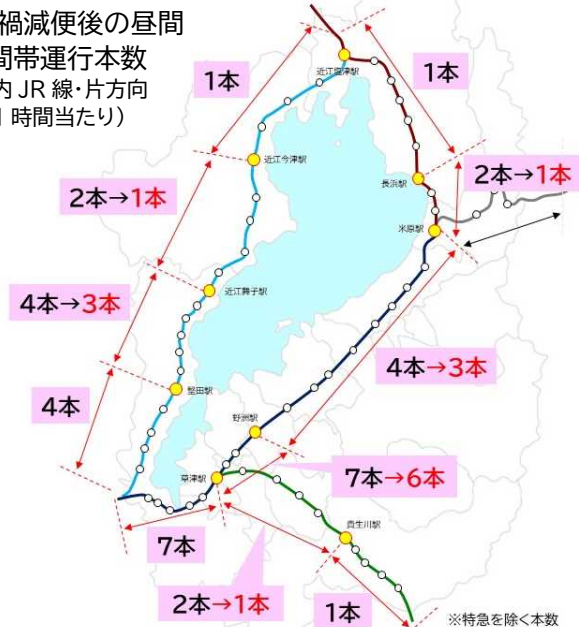 禍減便後の昼間
間帯運行本数
内 JR 線・片方向
1 時間当たり）
近江塩津駅
1本
1本
近江今津駅
長浜駅
2本→1本
2本→1本
米原駅
近江舞子駅
4本→3本
4本→3本
堅田駅
4本
野洲駅
草津駅
7本→6本
7本
貴生川駅
2本→1本
1本
※特急を除く本数